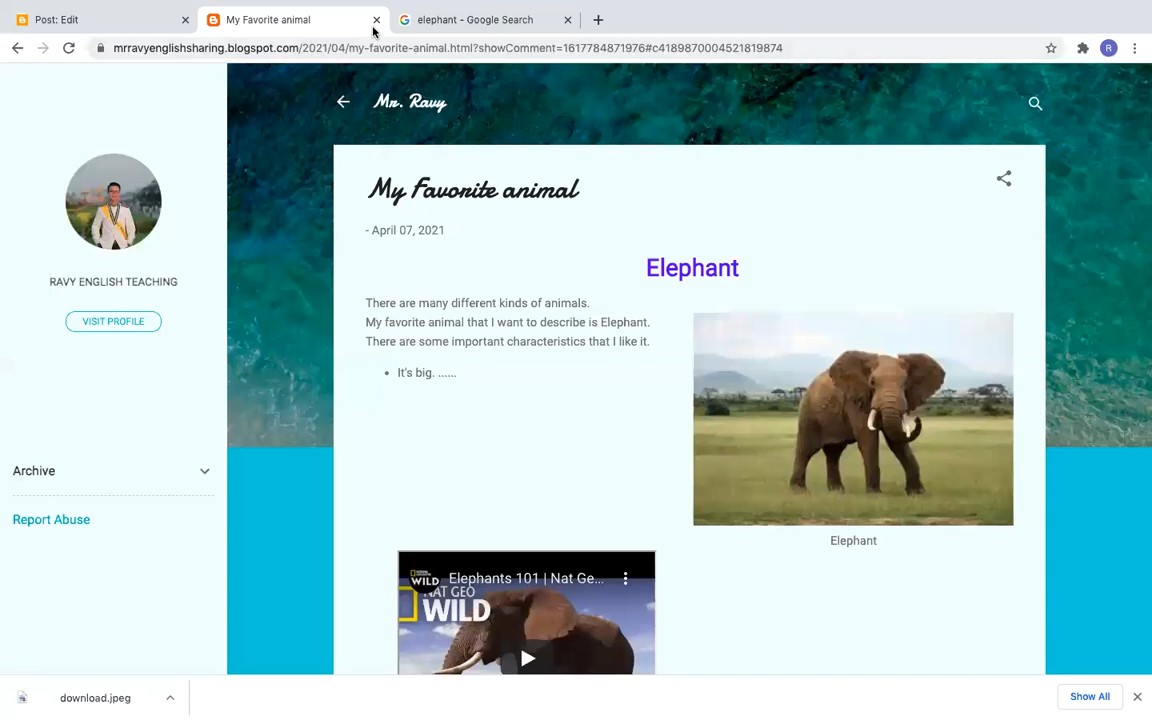 Post: Edit
My Favorite animal
elephant - Google Search
mrravyenglishsharing.blogspot.com/2021/04/my-favorite-animal.html?showComment=1617784871976#c4189870004521819874
R
Mr. Ravy
My Favorite animal
- April 07, 2021
RAVY ENGLISH TEACHING
VISIT PROFILE
Archive
Report Abuse
Elephant
There are many different kinds of animals.
My favorite animal that I want to describe is Elephant.
There are some important characteristics that I like it.
• It's big. ......
Elephant
WILD Elephants 101 | Nat Ge...
NAT GEO
WILD
download.jpeg
Show All